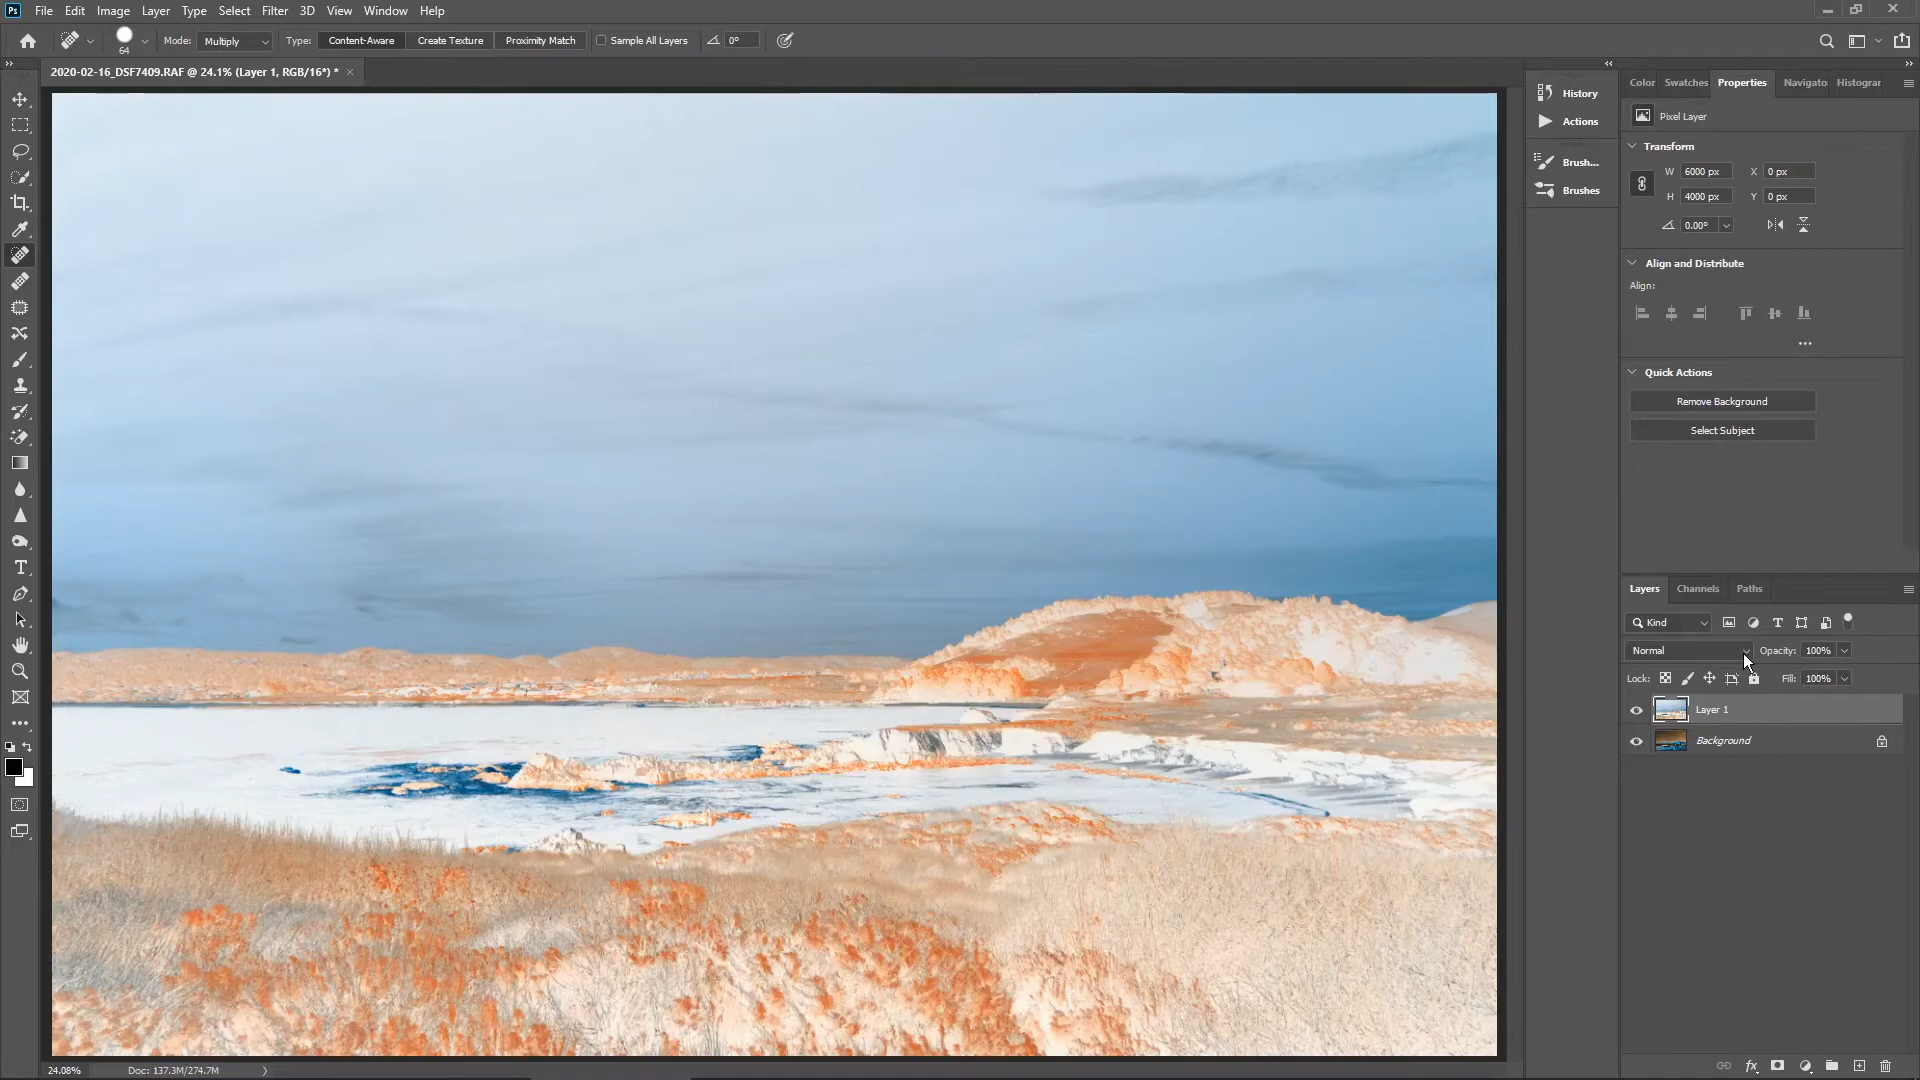 Ps File Edit Image Layer Type Select Filter 3D View Window Help
64 Mode: Multiply Type: Content-Aware Create Texture Proximity Match Sample All Layers 0°
2020-02-16_DSF7409.RAF @ 24.1% (Layer 1, RGB/16*) * ×
History
Actions
Brush...
Brushes
Color Swatches Properties Navigato Histogran
Pixel Layer
Transform
W 6000 px X 0 px
H 4000 px Y 0 px
0.00°
Align and Distribute
Align:
Quick Actions
Remove Background
Select Subject
Layers Channels Paths
Kind
Normal Opacity: 100%
Lock: Fill: 100%
Layer 1
Background
24.08% Doc: 137.3M/274.7M